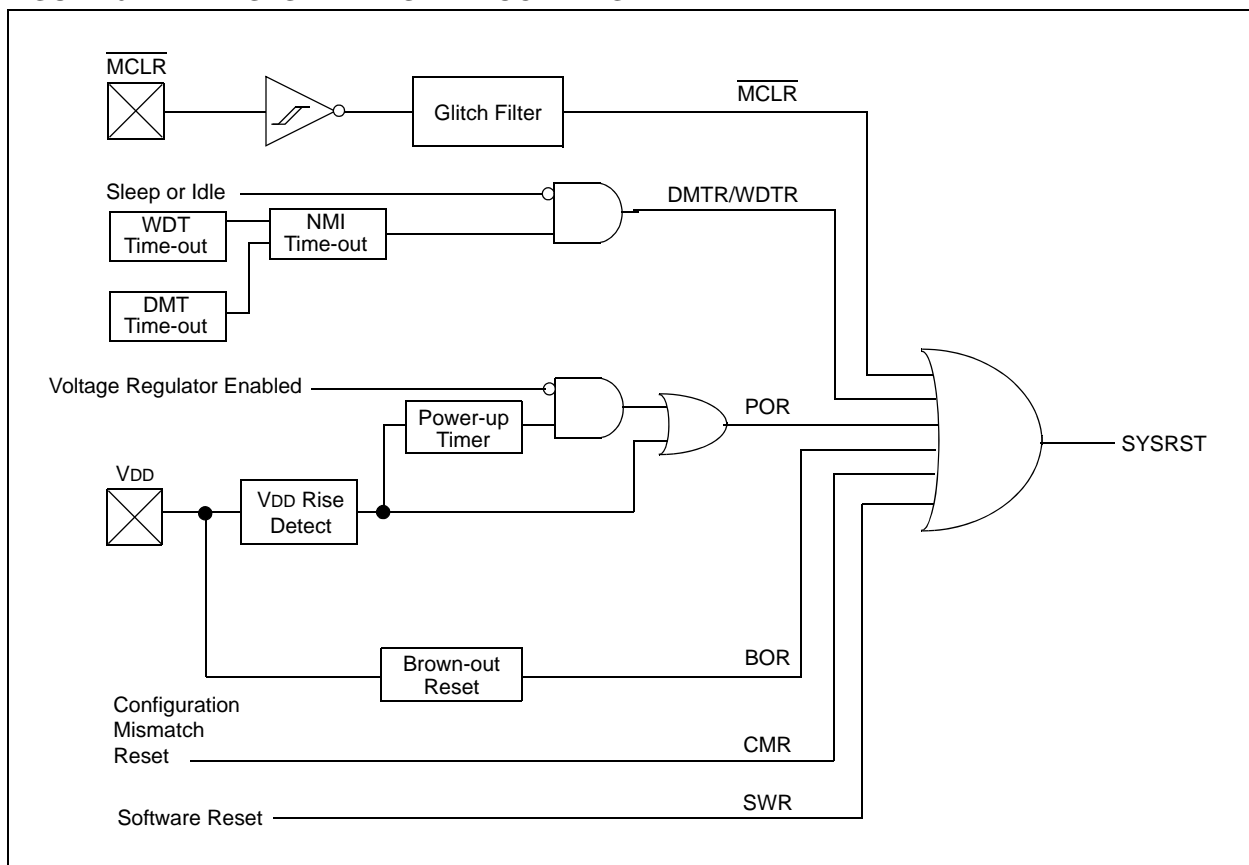 MCLR
Glitch Filter
MCLR
Sleep or Idle
DMTR/WDTR
WDT
Time-out
NMI
Time-out
DMT
Time-out
Voltage Regulator Enabled
Power-up
Timer
POR
SYSRST
VDD
VDD Rise
Detect
Brown-out
Reset
BOR
Configuration
Mismatch
Reset
CMR
SWR
Software Reset